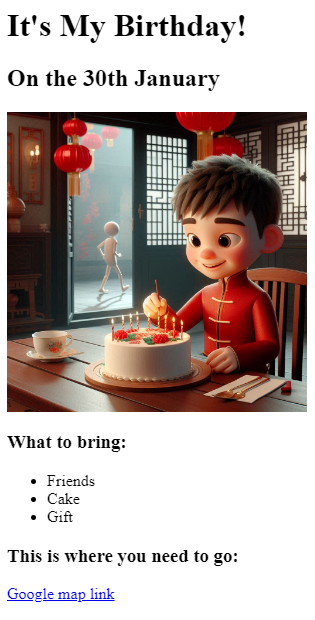 It's My Birthday!
On the 30th January
What to bring:
Friends
Cake
Gift
This is where you need to go:
Google map link